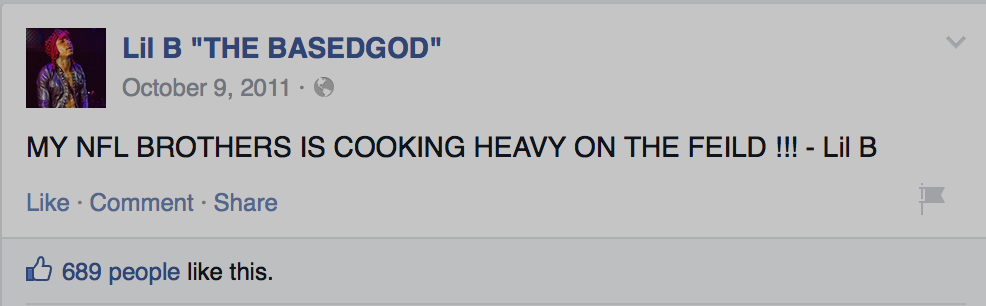 Lil B "THE BASEDGOD"
October 9, 2011 ·
MY NFL BROTHERS IS COOKING HEAVY ON THE FEILD !!! - Lil B
Like · Comment · Share
689 people like this.